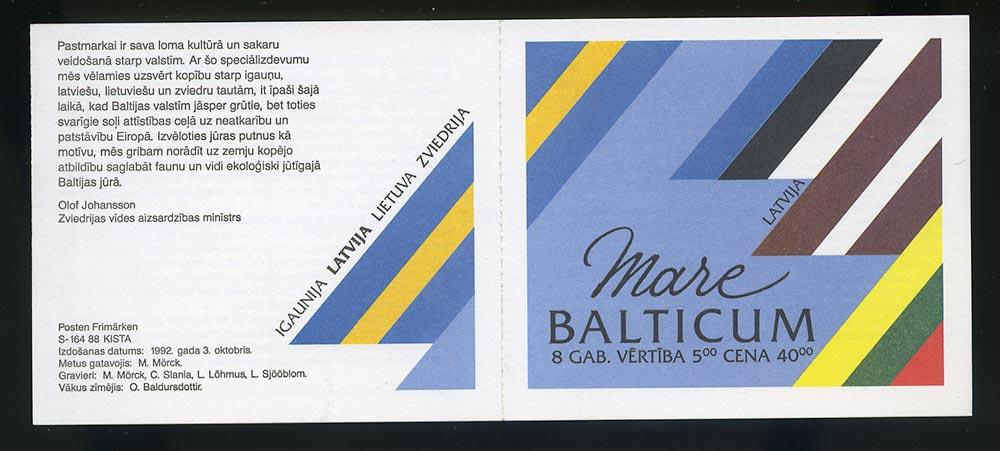 Pastmarkai ir sava loma kultūrā un sakaru
veidošanā starp valstīm. Ar šo speciālizdevumu
mēs vēlamies uzsvērt kopību starp igauņu,
latviešu, lietuviešu un zviedru tautām, it īpaši šajā
laikā, kad Baltijas valstīm jāsper grūtie, bet toties
svarīgie soļi attīstības ceļā uz neatkarību un
patstāvību Eiropā. Izvēloties jūras putnus kā
motīvu, mēs gribam norādīt uz zemju kopējo
atbildību saglabāt faunu un vidi ekoloģiski jūtīgajā
Baltijas jūrā.
Olof Johansson
Zviedrijas vides aizsardzības ministrs
IGAUNIJA LATVIJA LIETUVA ZVIEDRIJA
Posten Frimärken
S-164 88 KISTA
Izdošanas datums: 1992. gada 3. oktobris.
Metus gatavojis: M. Mörck.
Gravieri: M. Mörck, C. Slania, L. Lõhmus, L. Sjööblom.
Vākus zīmējis: O. Baldursdottir.
LATVIJA
Mare
BALTICUM
8 GAB. VĒRTĪBA 5⁰⁰ CENA 40⁰⁰